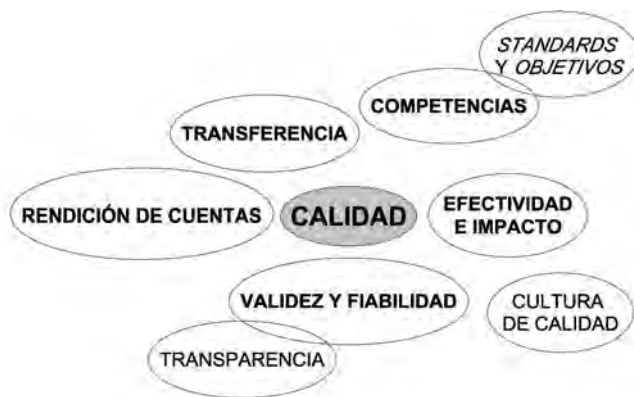 STANDARDS
Y OBJETIVOS
COMPETENCIAS
TRANSFERENCIA
RENDICIÓN DE CUENTAS
CALIDAD
EFECTIVIDAD
E IMPACTO
VALIDEZ Y FIABILIDAD
CULTURA
DE CALIDAD
TRANSPARENCIA